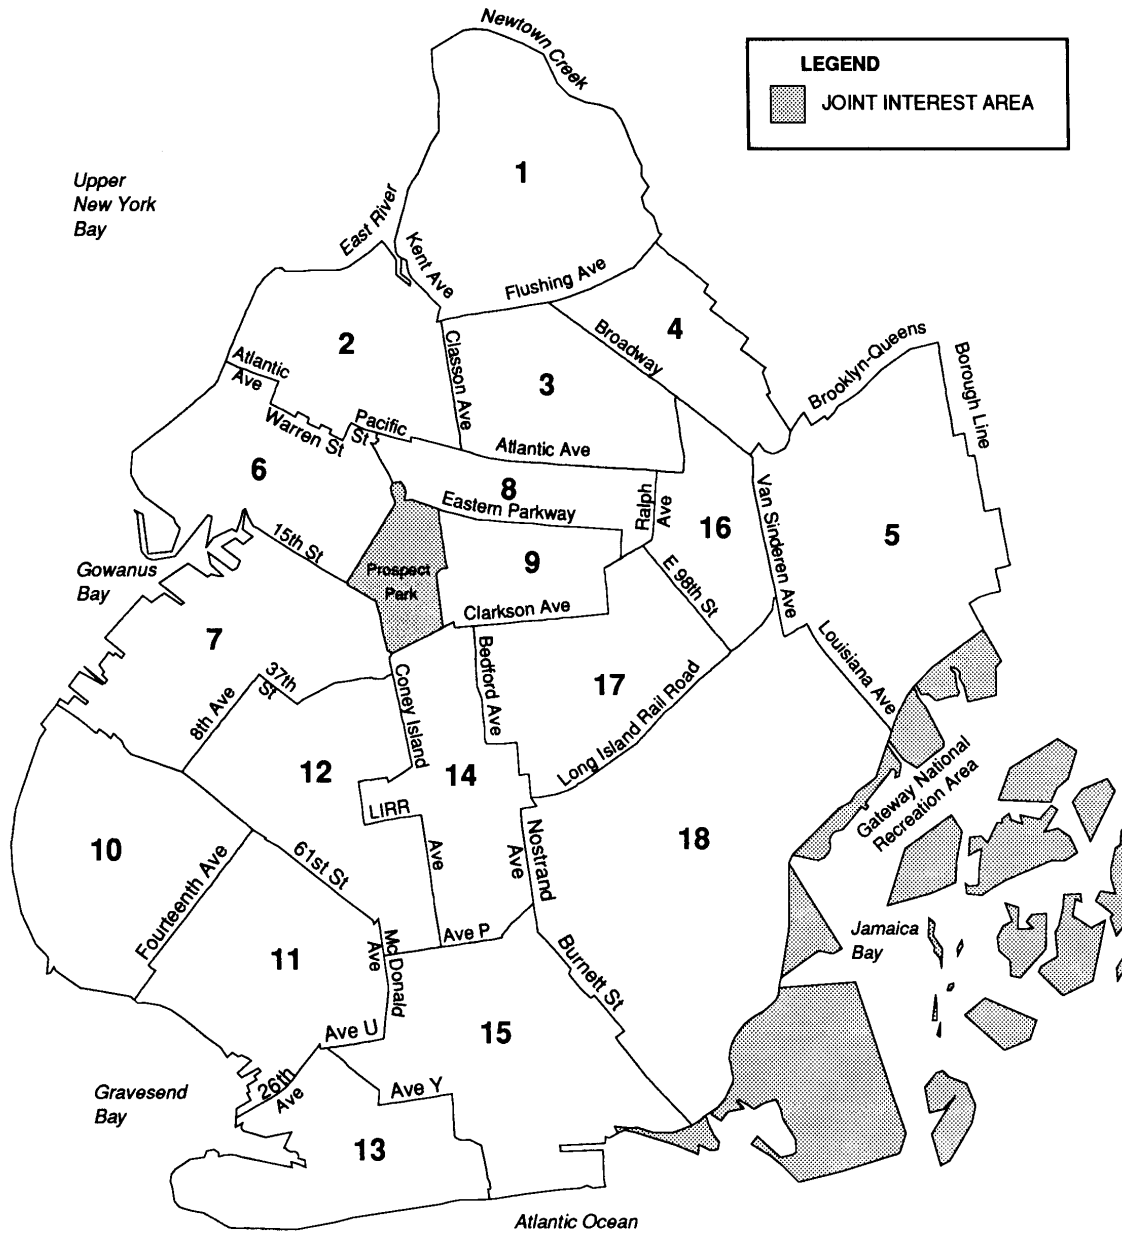 Newtown Creek
LEGEND
JOINT INTEREST AREA
Upper
New York
Bay
1
East River
Kent Ave
Flushing Ave
2
Classon Ave
3
Broadway
4
Atlantic
Ave
Brooklyn-Queens
Borough Line
Warren St
Pacific
St
Atlantic Ave
6
8
Eastern Parkway
Ralph
Ave
16
Van Sinderen Ave
5
15th St
9
Prospect
Park
E 98th St
Gowanus
Bay
Clarkson Ave
7
37th
St
8th Ave
Coney Island
Bedford Ave
17
Louisiana Ave
Long Island Rail Road
12
14
LIRR
Gateway National
Recreation Area
10
61st St
Ave
Nostrand
Ave
18
Fourteenth Ave
Ave P
Jamaica
Bay
11
McDonald
Ave
Burnett St
Ave U
15
26th
Ave
Ave Y
Gravesend
Bay
13
Atlantic Ocean